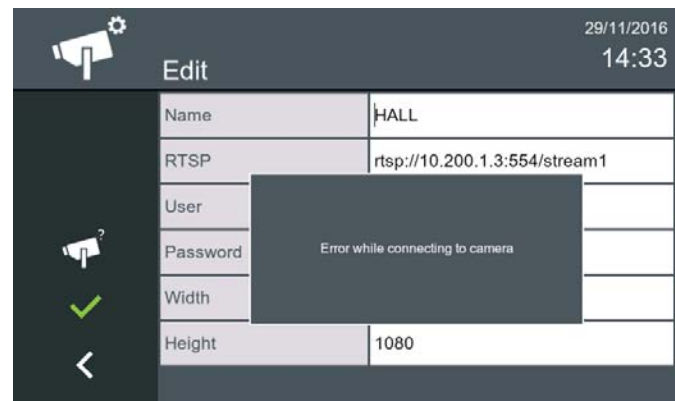 29/11/2016
14:33
Edit
Name HALL
RTSP rtsp://10.200.1.3:554/stream1
User
Password
Error while connecting to camera
Width
Height 1080
?